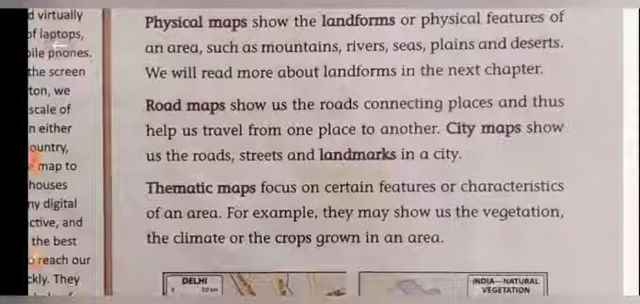 d virtually
of laptops,
bile phones.
the screen
ton, we
scale of
n either
ountry,
map to
houses
ny digital
ctive, and
the best
reach our
ckly. They
Physical maps show the landforms or physical features of
an area, such as mountains, rivers, seas, plains and deserts.
We will read more about landforms in the next chapter.
Road maps show us the roads connecting places and thus
help us travel from one place to another. City maps show
us the roads, streets and landmarks in a city.
Thematic maps focus on certain features or characteristics
of an area. For example, they may show us the vegetation,
the climate or the crops grown in an area.
DELHI
INDIA—NATURAL
VEGETATION